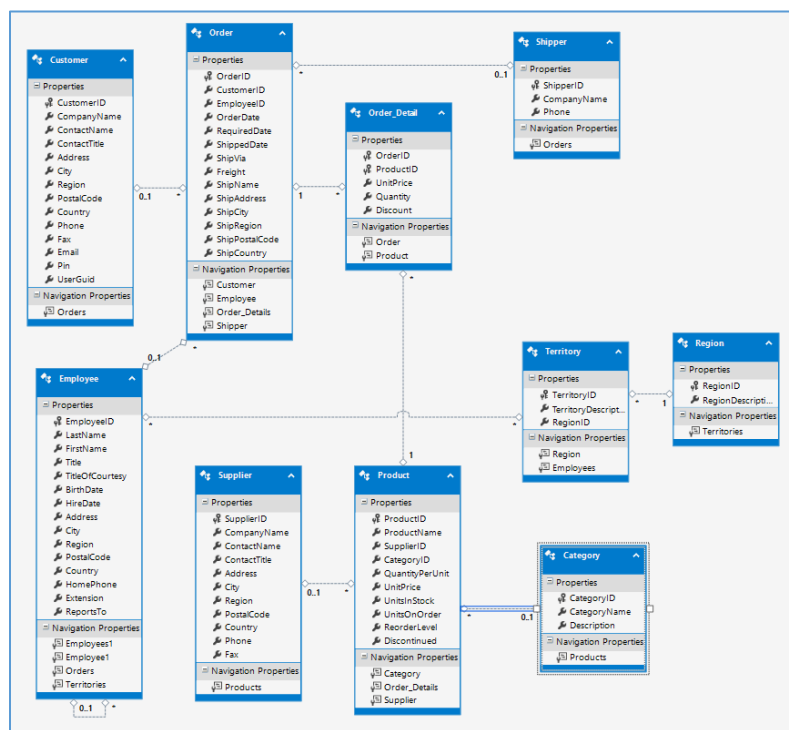 Customer
Properties
CustomerID
CompanyName
ContactName
ContactTitle
Address
City
Region
PostalCode
Country
Phone
Fax
Email
Pin
UserGuid
Navigation Properties
Orders
0..1
*
Order
Properties
OrderID
CustomerID
EmployeeID
OrderDate
RequiredDate
ShippedDate
ShipVia
Freight
ShipName
ShipAddress
ShipCity
ShipRegion
ShipPostalCode
ShipCountry
Navigation Properties
Customer
Employee
Order_Details
Shipper
*
0..1
1
*
Order_Detail
Properties
OrderID
ProductID
UnitPrice
Quantity
Discount
Navigation Properties
Order
Product
*
1
Shipper
Properties
ShipperID
CompanyName
Phone
Navigation Properties
Orders
0..1
*
Employee
Properties
EmployeeID
LastName
FirstName
Title
TitleOfCourtesy
BirthDate
HireDate
Address
City
Region
PostalCode
Country
HomePhone
Extension
ReportsTo
Navigation Properties
Employees1
Employee1
Orders
Territories
0..1
*
*
*
Territory
Properties
TerritoryID
TerritoryDescript...
RegionID
Navigation Properties
Region
Employees
*
1
Region
Properties
RegionID
RegionDescripti...
Navigation Properties
Territories
Supplier
Properties
SupplierID
CompanyName
ContactName
ContactTitle
Address
City
Region
PostalCode
Country
Phone
Fax
Navigation Properties
Products
0..1
*
Product
Properties
ProductID
ProductName
SupplierID
CategoryID
QuantityPerUnit
UnitPrice
UnitsInStock
UnitsOnOrder
ReorderLevel
Discontinued
Navigation Properties
Category
Order_Details
Supplier
*
0..1
Category
Properties
CategoryID
CategoryName
Description
Navigation Properties
Products